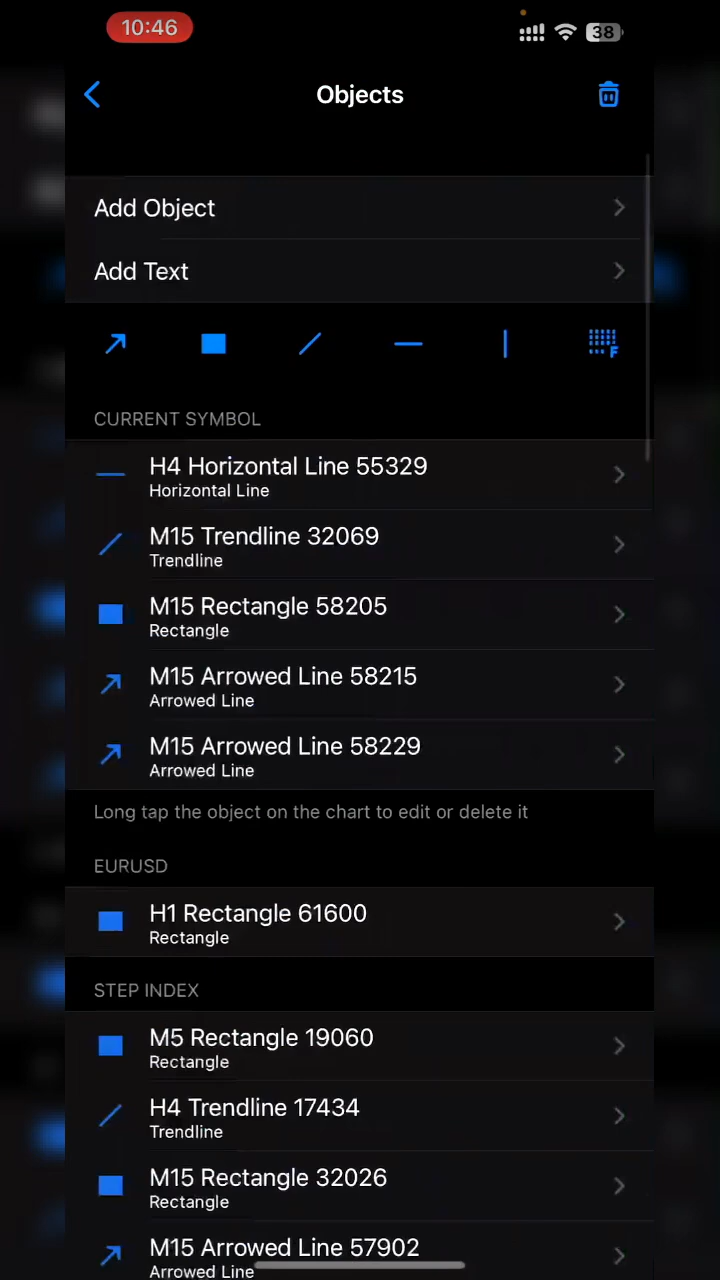 10:46
38
Objects
Add Object
Add Text
F
CURRENT SYMBOL
H4 Horizontal Line 55329
Horizontal Line
M15 Trendline 32069
Trendline
M15 Rectangle 58205
Rectangle
M15 Arrowed Line 58215
Arrowed Line
M15 Arrowed Line 58229
Arrowed Line
Long tap the object on the chart to edit or delete it
EURUSD
H1 Rectangle 61600
Rectangle
STEP INDEX
M5 Rectangle 19060
Rectangle
H4 Trendline 17434
Trendline
M15 Rectangle 32026
Rectangle
M15 Arrowed Line 57902
Arrowed Line